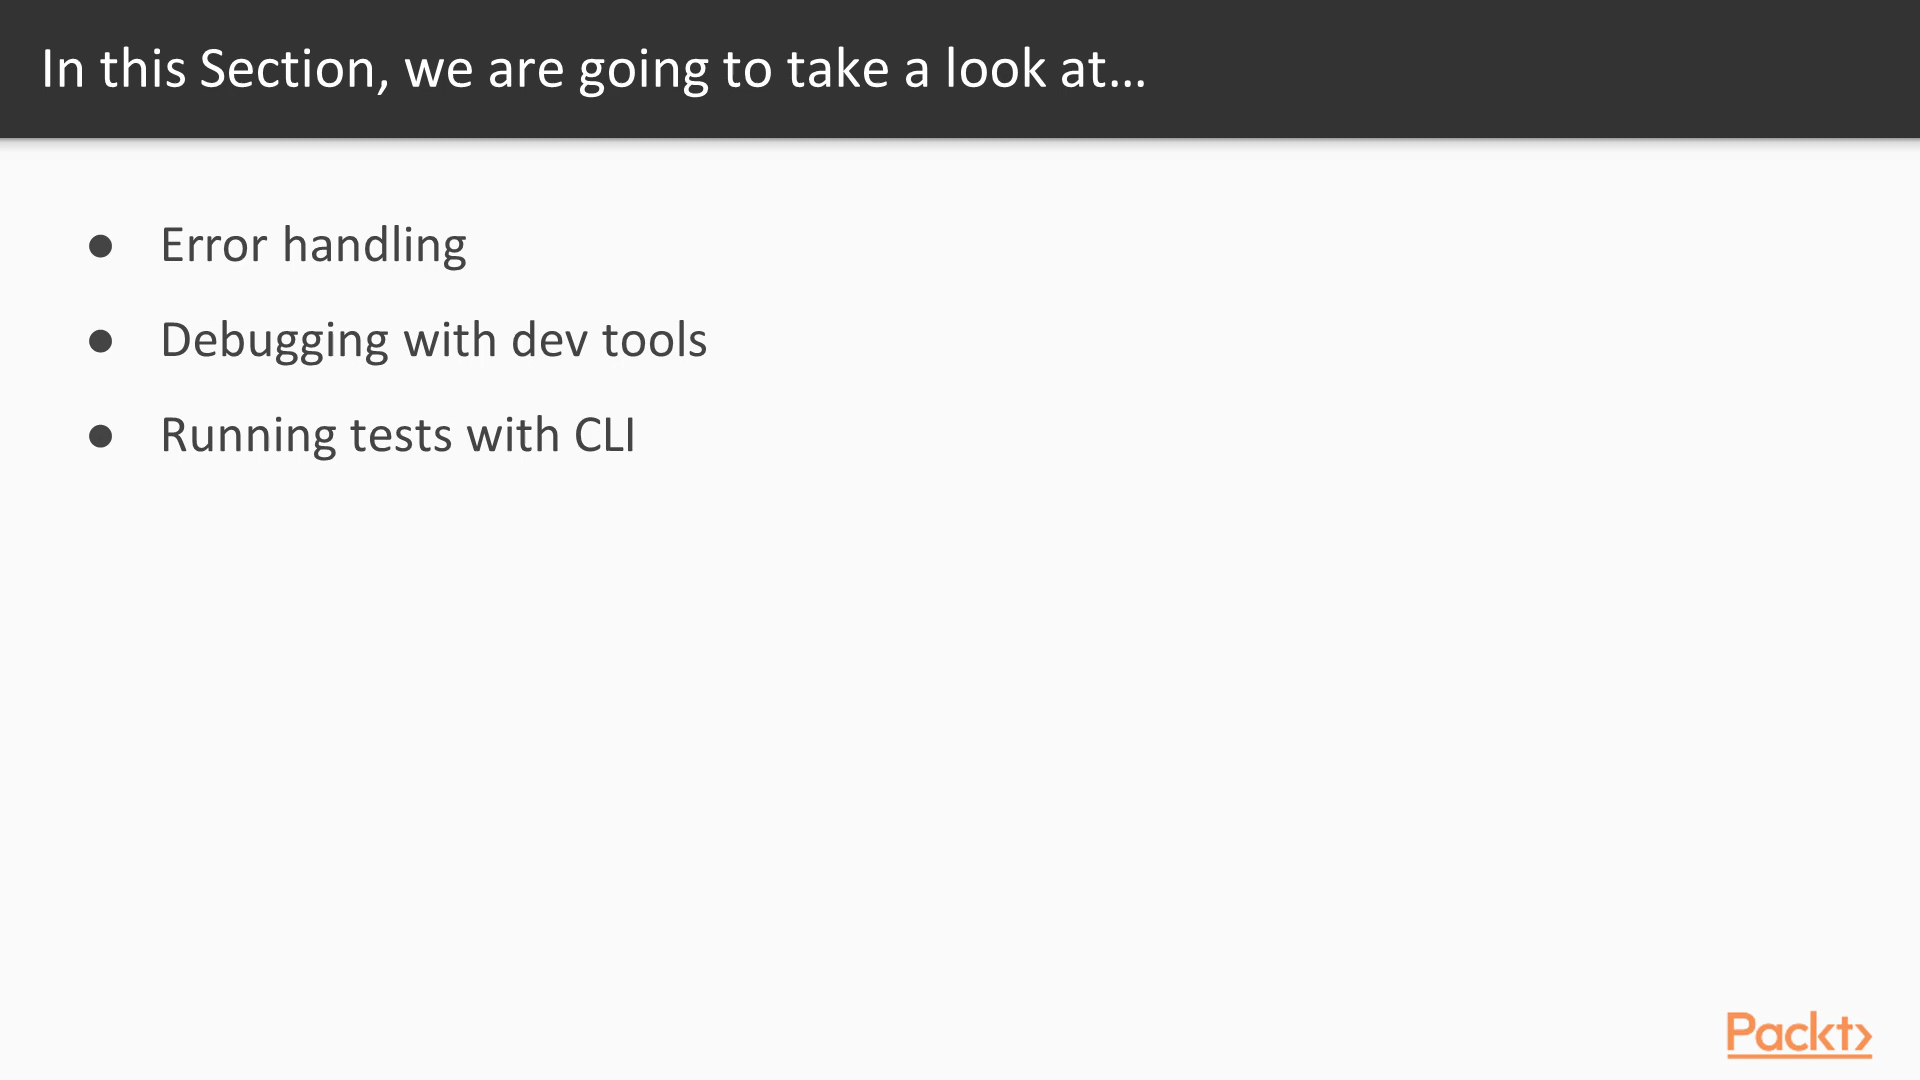 In this Section, we are going to take a look at...
● Error handling
● Debugging with dev tools
● Running tests with CLI
Packt>